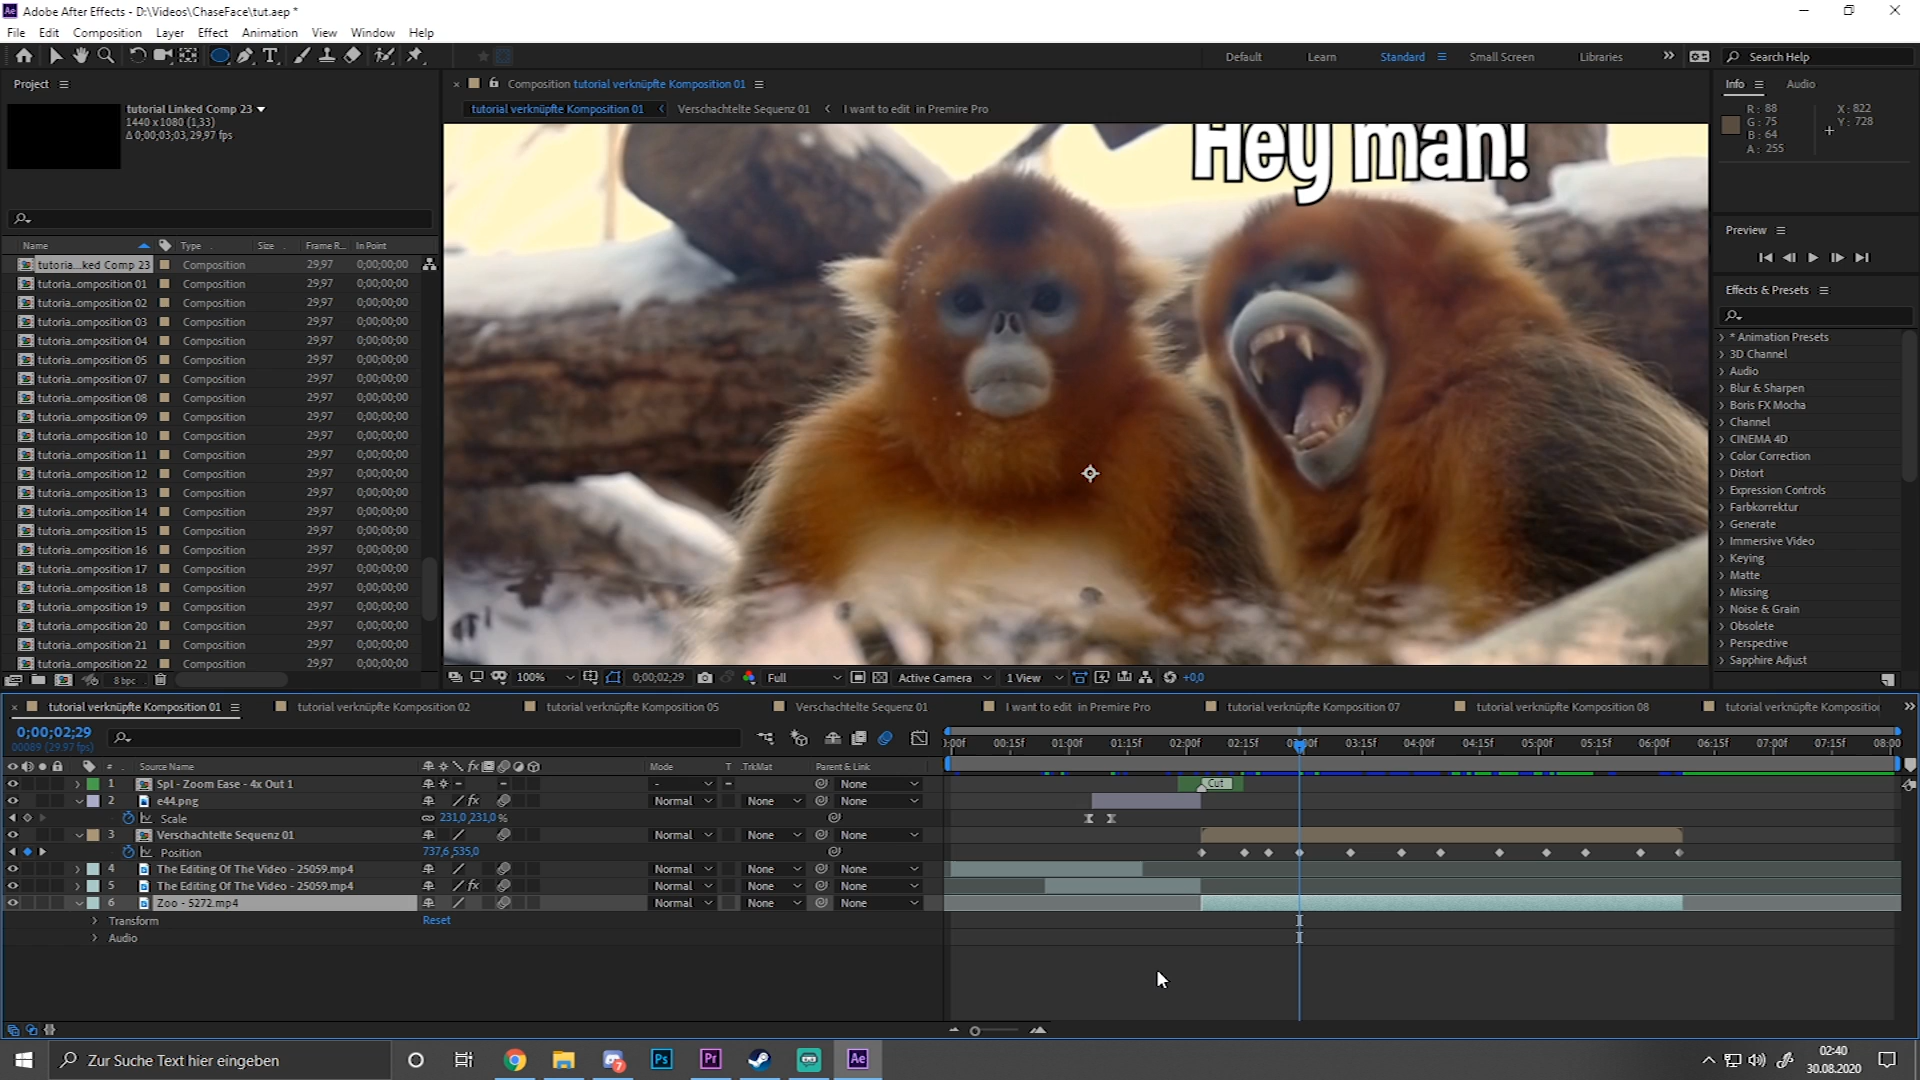 Adobe After Effects - D:\Videos\ChaseFace\tut.aep *
File Edit Composition Layer Effect Animation View Window Help
Default Learn Standard Small Screen Libraries Search Help
Project
tutorial Linked Comp 23
1440 x 1080 (1,33)
Δ 0;00;03;03, 29,97 fps
Name Type Size Frame R... In Point
tutoria...ked Comp 23 Composition 29,97 0;00;00;00
tutoria...omposition 01 Composition 29,97 0;00;00;00
tutoria...omposition 02 Composition 29,97 0;00;00;00
tutoria...omposition 03 Composition 29,97 0;00;00;00
tutoria...omposition 04 Composition 29,97 0;00;00;00
tutoria...omposition 05 Composition 29,97 0;00;00;00
tutoria...omposition 07 Composition 29,97 0;00;00;00
tutoria...omposition 08 Composition 29,97 0;00;00;00
tutoria...omposition 09 Composition 29,97 0;00;00;00
tutoria...omposition 10 Composition 29,97 0;00;00;00
tutoria...omposition 11 Composition 29,97 0;00;00;00
tutoria...omposition 12 Composition 29,97 0;00;00;00
tutoria...omposition 13 Composition 29,97 0;00;00;00
tutoria...omposition 14 Composition 29,97 0;00;00;00
tutoria...omposition 15 Composition 29,97 0;00;00;00
tutoria...omposition 16 Composition 29,97 0;00;00;00
tutoria...omposition 17 Composition 29,97 0;00;00;00
tutoria...omposition 18 Composition 29,97 0;00;00;00
tutoria...omposition 19 Composition 29,97 0;00;00;00
tutoria...omposition 20 Composition 29,97 0;00;00;00
tutoria...omposition 21 Composition 29,97 0;00;00;00
tutoria...omposition 22 Composition 29,97 0;00;00;00
8 bpc
Composition tutorial verknüpfte Komposition 01
tutorial verknüpfte Komposition 01 Verschachtelte Sequenz 01 I want to edit in Premire Pro
Hey man!
100% 0;00;02;29 Full Active Camera 1 View +0,0
Info Audio
R: 88 X: 822
G: 75 Y: 728
B: 64
A: 255
Preview
Effects & Presets
* Animation Presets
3D Channel
Audio
Blur & Sharpen
Boris FX Mocha
Channel
CINEMA 4D
Color Correction
Distort
Expression Controls
Farbkorrektur
Generate
Immersive Video
Keying
Matte
Missing
Noise & Grain
Obsolete
Perspective
Sapphire Adjust
tutorial verknüpfte Komposition 01 tutorial verknüpfte Komposition 02 tutorial verknüpfte Komposition 05 Verschachtelte Sequenz 01 I want to edit in Premire Pro tutorial verknüpfte Komposition 07 tutorial verknüpfte Komposition 08 tutorial verknüpfte Komposition
0;00;02;29
00089 (29.97 fps)
00f 00:15f 01:00f 01:15f 02:00f 02:15f 03:00f 03:15f 04:00f 04:15f 05:00f 05:15f 06:00f 06:15f 07:00f 07:15f 08:00
# Source Name fx Mode T .TrkMat Parent & Link
1 Spl - Zoom Ease - 4x Out 1 - None Cut
2 e44.png fx Normal None None
Scale 231,0,231,0%
3 Verschachtelte Sequenz 01 Normal None None
Position 737,6,535,0
4 The Editing Of The Video - 25059.mp4 Normal None None
5 The Editing Of The Video - 25059.mp4 fx Normal None None
6 Zoo - 5272.mp4 Normal None None
Transform Reset
Audio
Zur Suche Text hier eingeben
7
Ps Pr Ae
02:40
30.08.2020